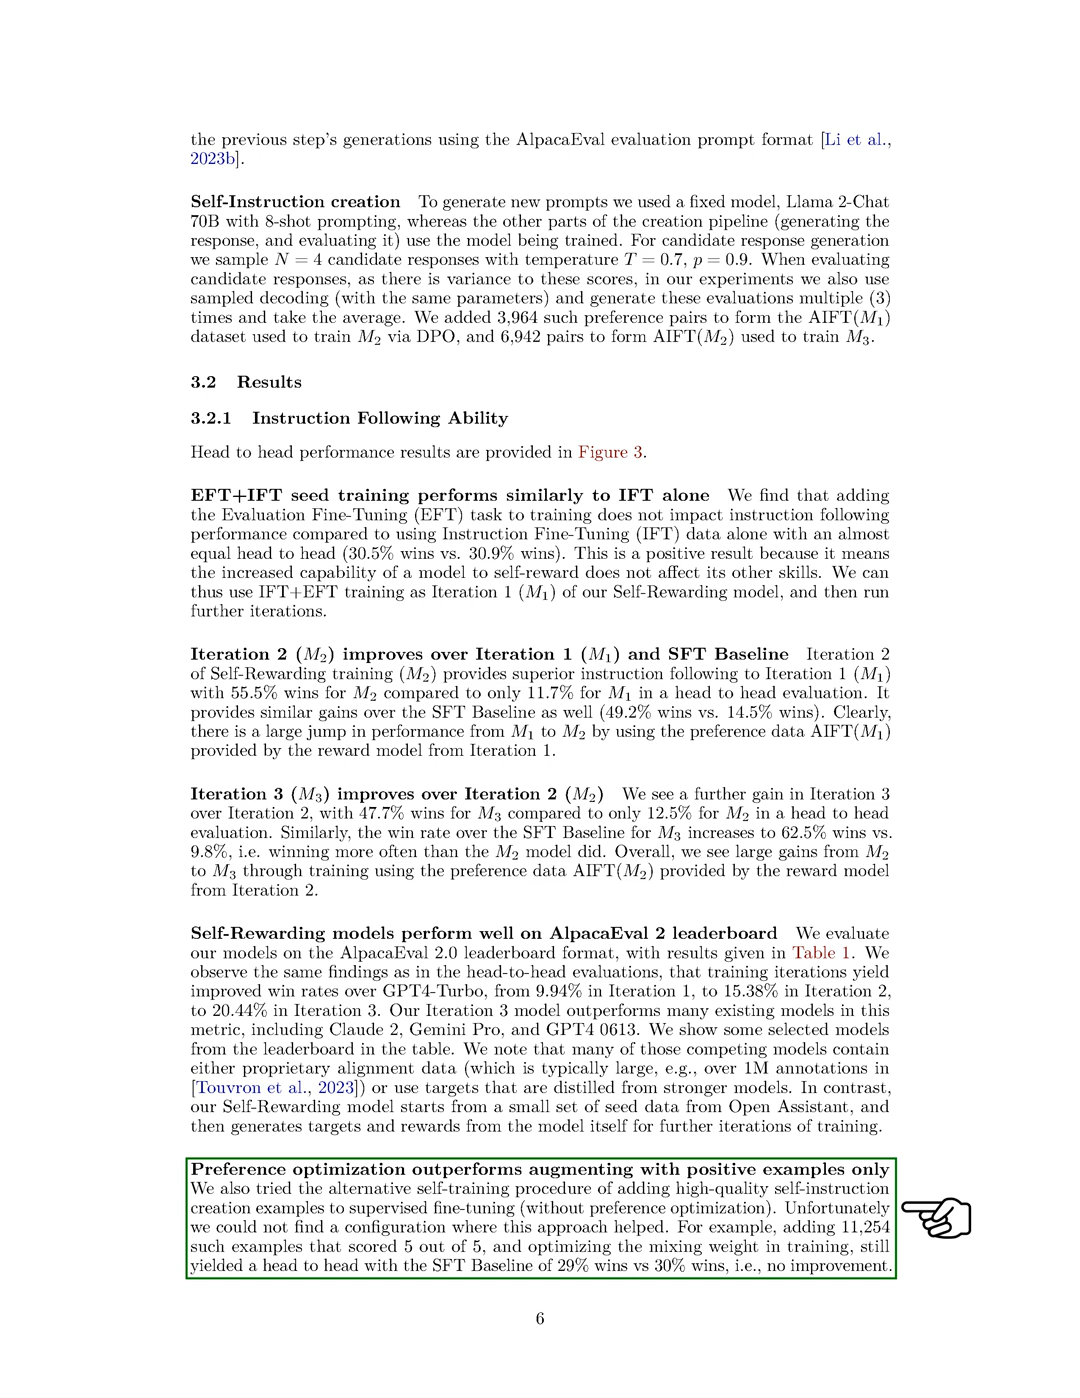 the previous step's generations using the AlpacaEval evaluation prompt format [Li et al.,
2023b].
Self-Instruction creation To generate new prompts we used a fixed model, Llama 2-Chat
70B with 8-shot prompting, whereas the other parts of the creation pipeline (generating the
response, and evaluating it) use the model being trained. For candidate response generation
we sample N = 4 candidate responses with temperature T = 0.7, p = 0.9. When evaluating
candidate responses, as there is variance to these scores, in our experiments we also use
sampled decoding (with the same parameters) and generate these evaluations multiple (3)
times and take the average. We added 3,964 such preference pairs to form the AIFT(M₁)
dataset used to train M₂ via DPO, and 6,942 pairs to form AIFT(M₂) used to train M₃.
3.2 Results
3.2.1 Instruction Following Ability
Head to head performance results are provided in Figure 3.
EFT+IFT seed training performs similarly to IFT alone We find that adding
the Evaluation Fine-Tuning (EFT) task to training does not impact instruction following
performance compared to using Instruction Fine-Tuning (IFT) data alone with an almost
equal head to head (30.5% wins vs. 30.9% wins). This is a positive result because it means
the increased capability of a model to self-reward does not affect its other skills. We can
thus use IFT+EFT training as Iteration 1 (M₁) of our Self-Rewarding model, and then run
further iterations.
Iteration 2 (M₂) improves over Iteration 1 (M₁) and SFT Baseline Iteration 2
of Self-Rewarding training (M₂) provides superior instruction following to Iteration 1 (M₁)
with 55.5% wins for M₂ compared to only 11.7% for M₁ in a head to head evaluation. It
provides similar gains over the SFT Baseline as well (49.2% wins vs. 14.5% wins). Clearly,
there is a large jump in performance from M₁ to M₂ by using the preference data AIFT(M₁)
provided by the reward model from Iteration 1.
Iteration 3 (M₃) improves over Iteration 2 (M₂) We see a further gain in Iteration 3
over Iteration 2, with 47.7% wins for M₃ compared to only 12.5% for M₂ in a head to head
evaluation. Similarly, the win rate over the SFT Baseline for M₃ increases to 62.5% wins vs.
9.8%, i.e. winning more often than the M₂ model did. Overall, we see large gains from M₂
to M₃ through training using the preference data AIFT(M₂) provided by the reward model
from Iteration 2.
Self-Rewarding models perform well on AlpacaEval 2 leaderboard We evaluate
our models on the AlpacaEval 2.0 leaderboard format, with results given in Table 1. We
observe the same findings as in the head-to-head evaluations, that training iterations yield
improved win rates over GPT4-Turbo, from 9.94% in Iteration 1, to 15.38% in Iteration 2,
to 20.44% in Iteration 3. Our Iteration 3 model outperforms many existing models in this
metric, including Claude 2, Gemini Pro, and GPT4 0613. We show some selected models
from the leaderboard in the table. We note that many of those competing models contain
either proprietary alignment data (which is typically large, e.g., over 1M annotations in
[Touvron et al., 2023]) or use targets that are distilled from stronger models. In contrast,
our Self-Rewarding model starts from a small set of seed data from Open Assistant, and
then generates targets and rewards from the model itself for further iterations of training.
Preference optimization outperforms augmenting with positive examples only
We also tried the alternative self-training procedure of adding high-quality self-instruction
creation examples to supervised fine-tuning (without preference optimization). Unfortunately
we could not find a configuration where this approach helped. For example, adding 11,254
such examples that scored 5 out of 5, and optimizing the mixing weight in training, still
yielded a head to head with the SFT Baseline of 29% wins vs 30% wins, i.e., no improvement.
6